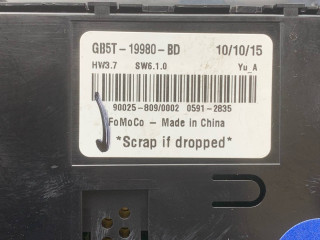 GB5T-19980-BD 10/10/15
HW3.7 SW6.1.0 Yu_A
90025-809/0002 0591-2835
FoMoCo - Made in China
*Scrap if dropped*